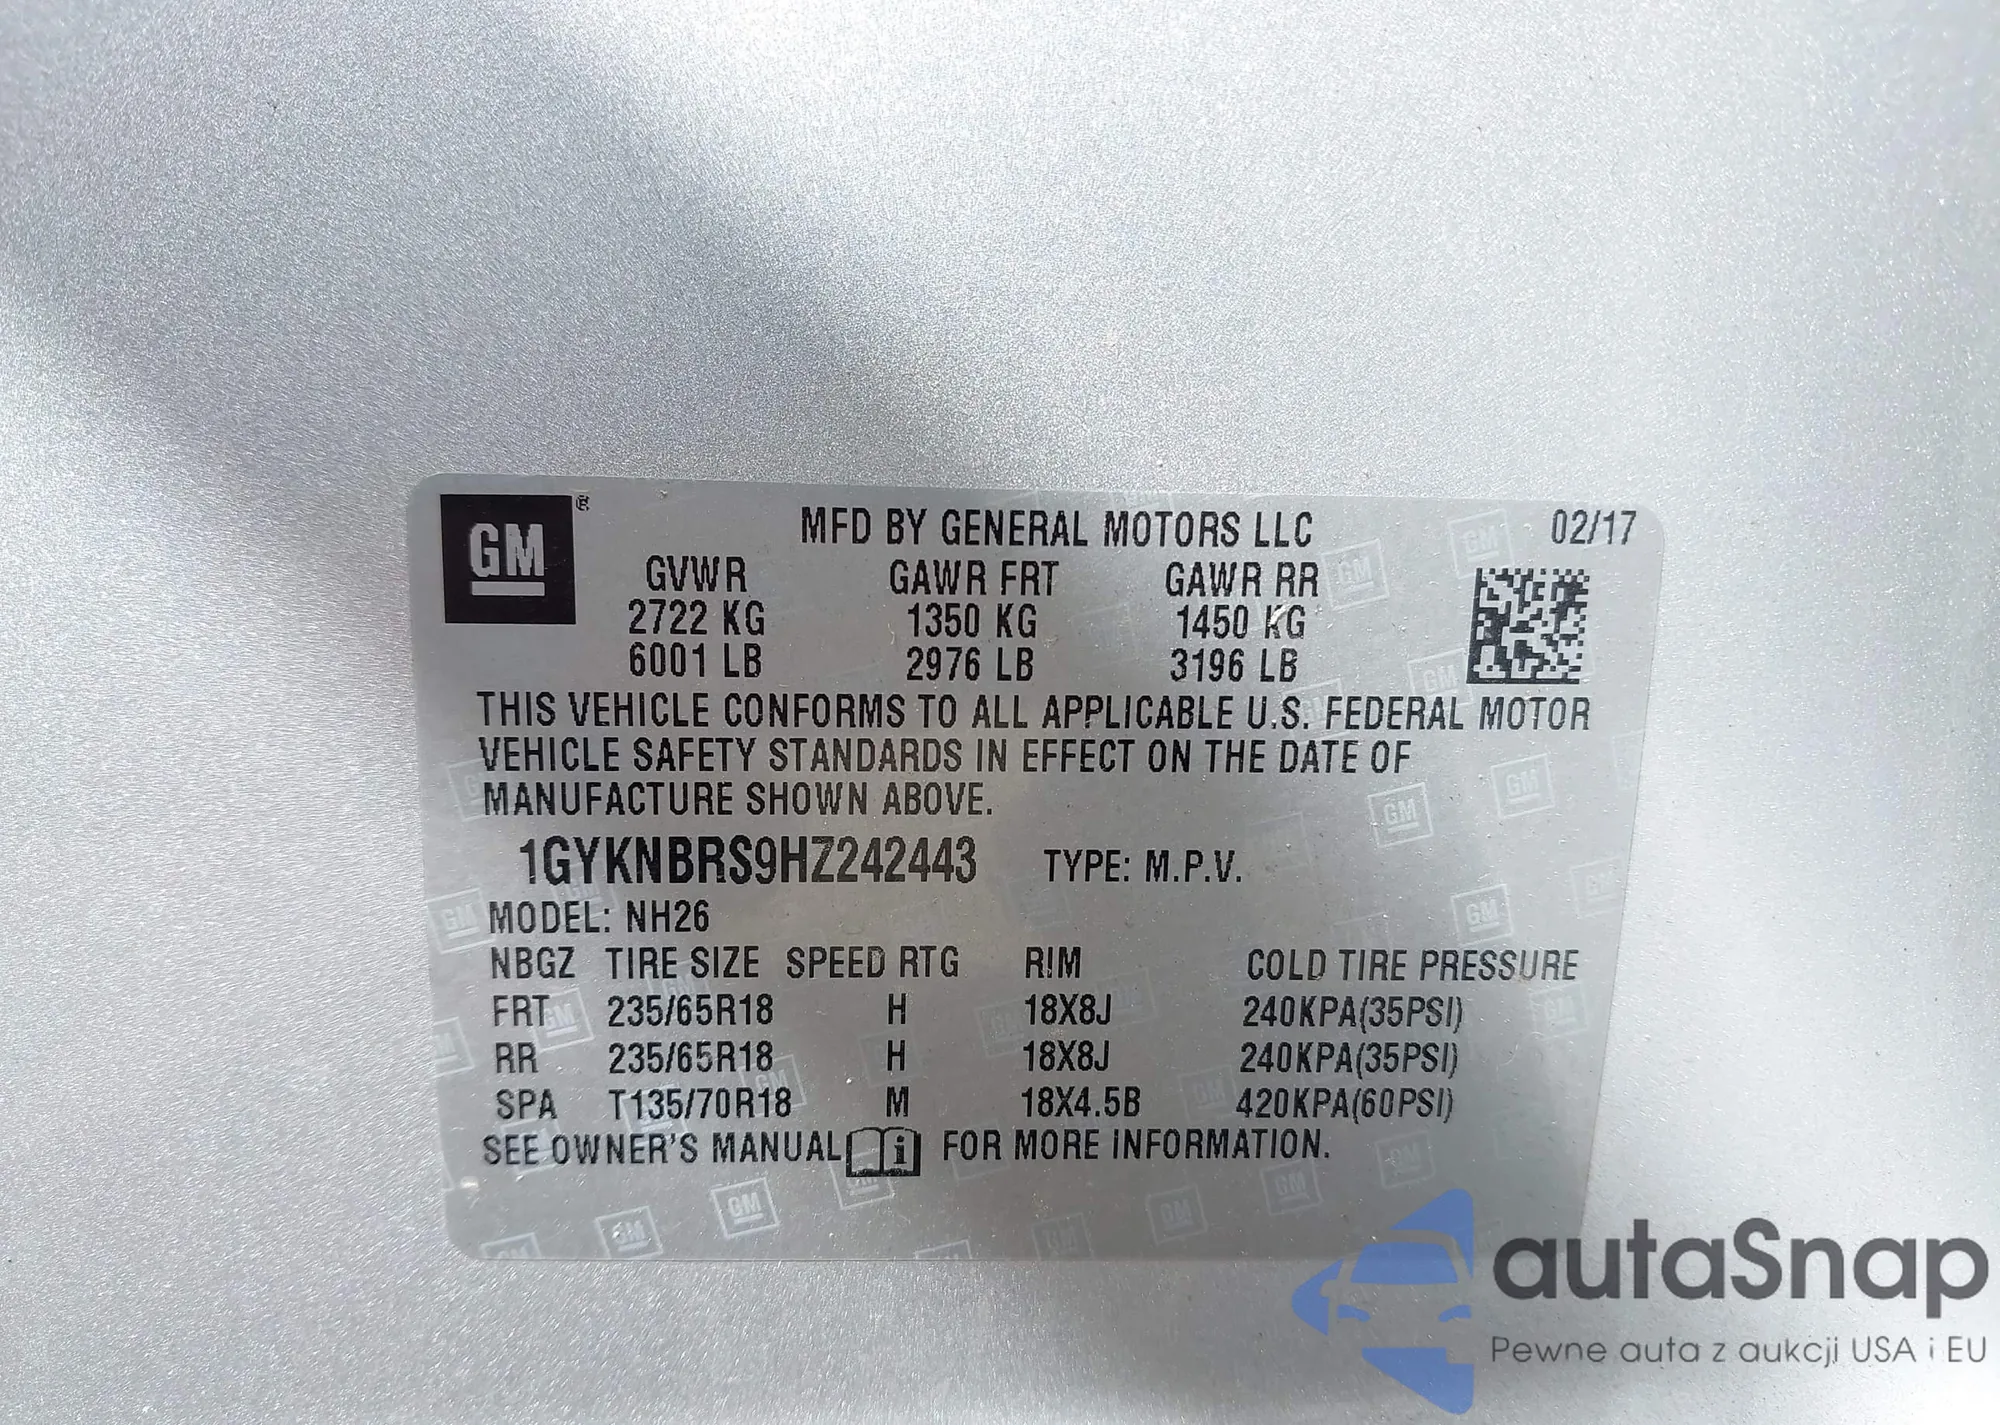 GM ®
MFD BY GENERAL MOTORS LLC 02/17
GVWR GAWR FRT GAWR RR
2722 KG 1350 KG 1450 KG
6001 LB 2976 LB 3196 LB
THIS VEHICLE CONFORMS TO ALL APPLICABLE U.S. FEDERAL MOTOR
VEHICLE SAFETY STANDARDS IN EFFECT ON THE DATE OF
MANUFACTURE SHOWN ABOVE.
1GYKNBRS9HZ242443 TYPE: M.P.V.
MODEL: NH26
NBGZ TIRE SIZE SPEED RTG RIM COLD TIRE PRESSURE
FRT 235/65R18 H 18X8J 240KPA(35PSI)
RR 235/65R18 H 18X8J 240KPA(35PSI)
SPA T135/70R18 M 18X4.5B 420KPA(60PSI)
SEE OWNER'S MANUAL i FOR MORE INFORMATION.
autaSnap
Pewne auta z aukcji USA i EU